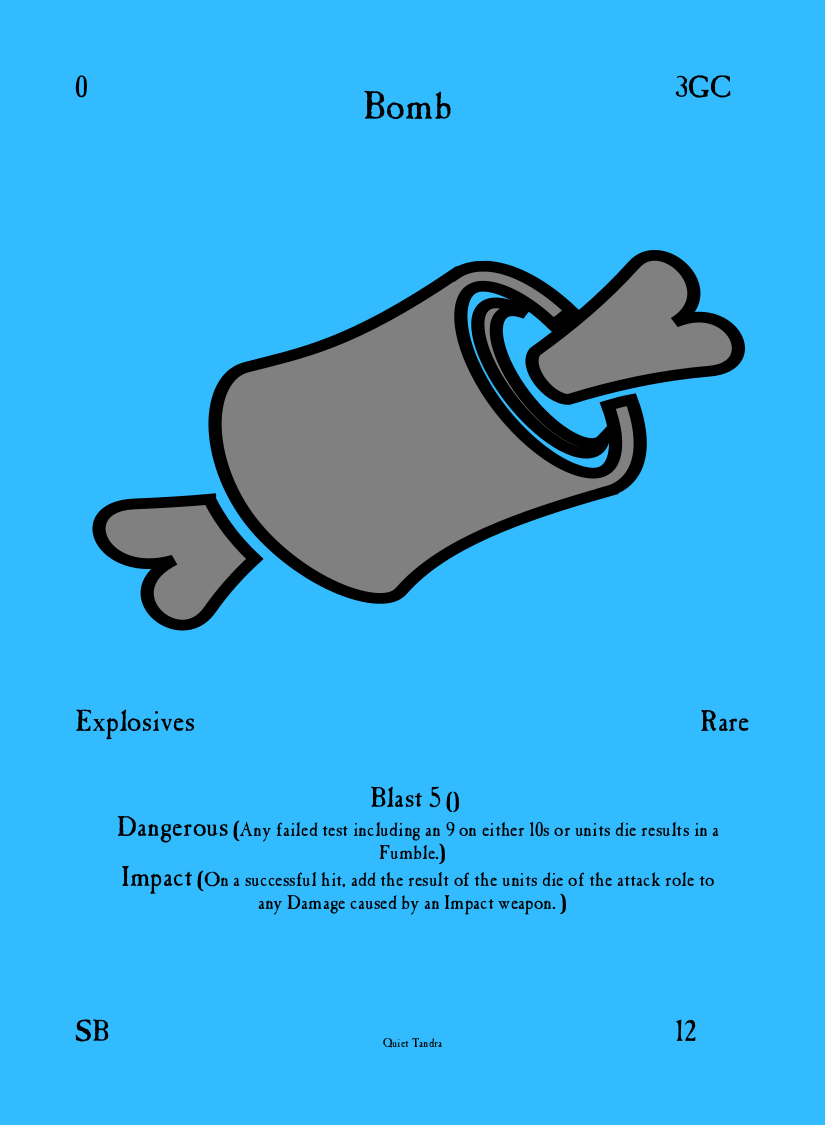 0
3GC
Bomb
Explosives
Rare
Blast 5 ()
Dangerous (Any failed test including an 9 on either 10s or units die results in a
Fumble.)
Impact (On a successful hit, add the result of the units die of the attack role to
any Damage caused by an Impact weapon. )
SB
12
Quiet Tandra